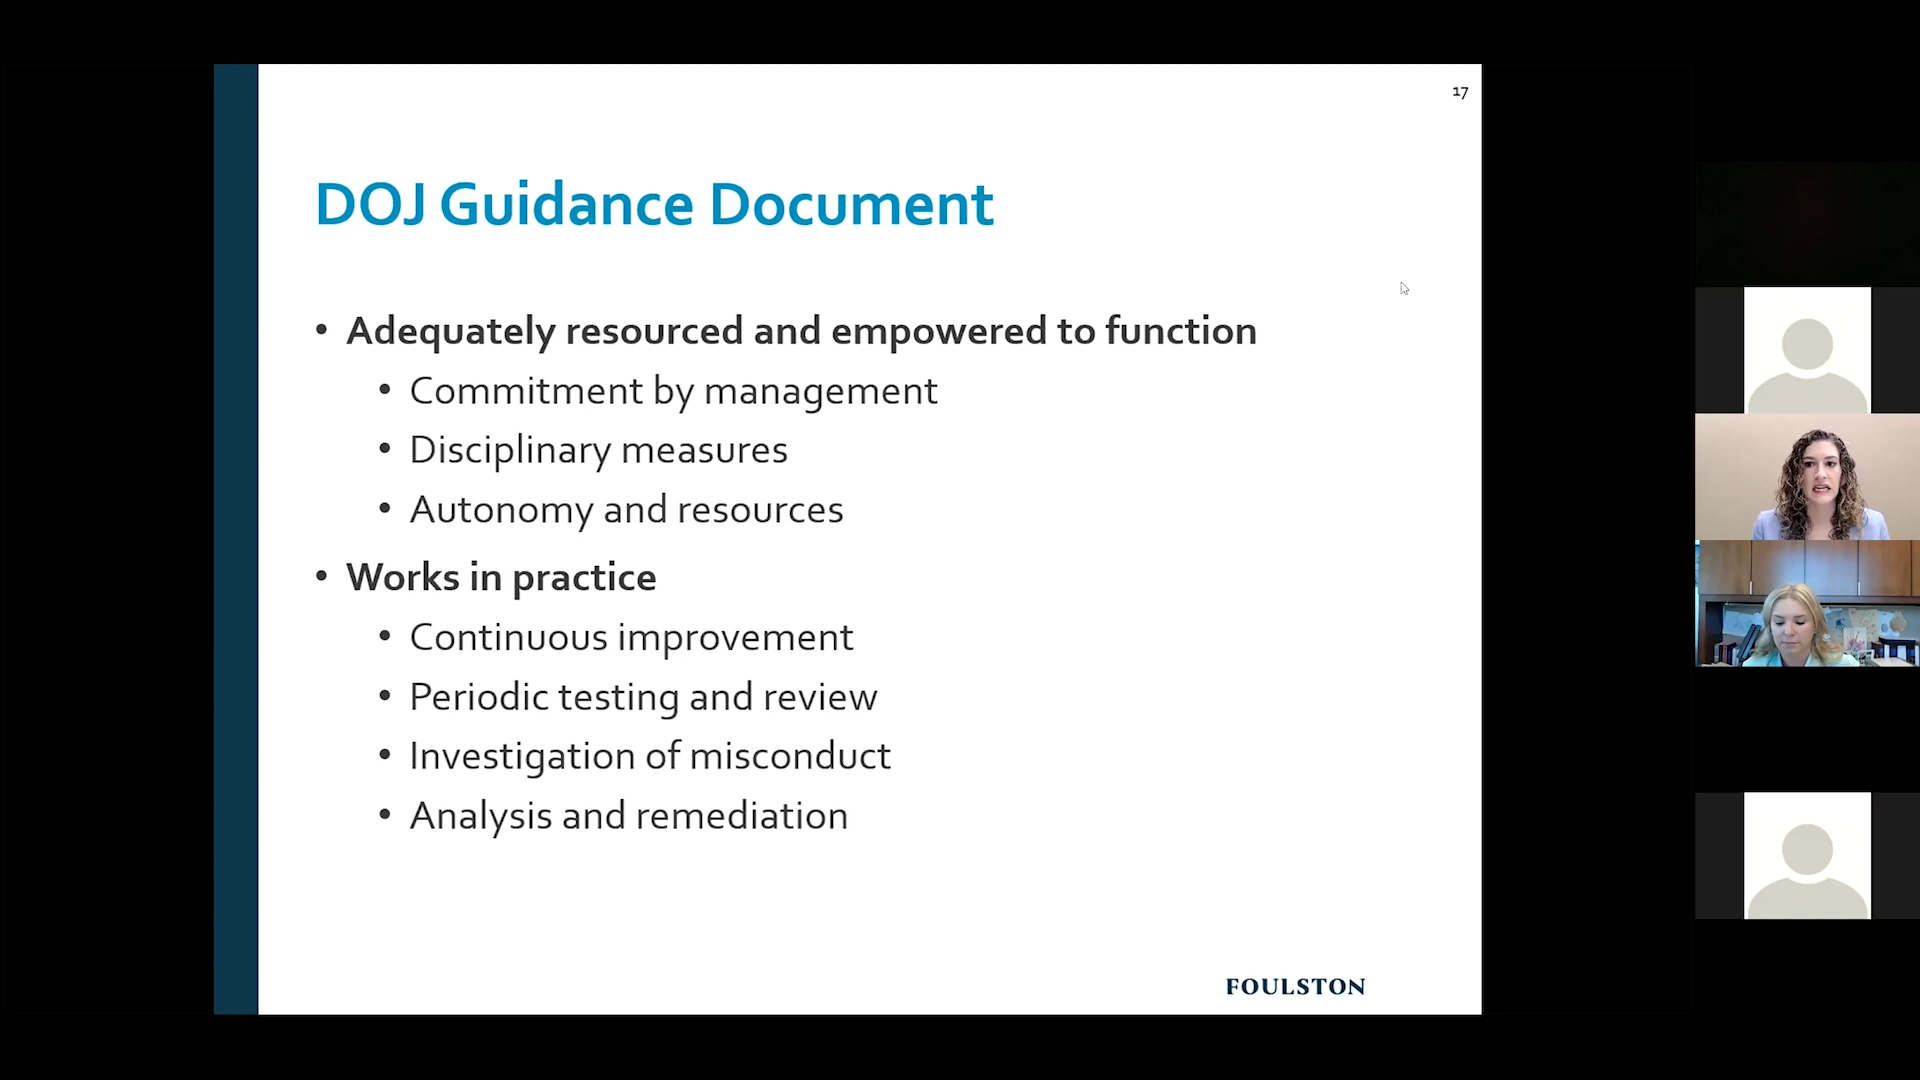 17
DOJ Guidance Document
• Adequately resourced and empowered to function
• Commitment by management
• Disciplinary measures
• Autonomy and resources
• Works in practice
• Continuous improvement
• Periodic testing and review
• Investigation of misconduct
• Analysis and remediation
FOULSTON